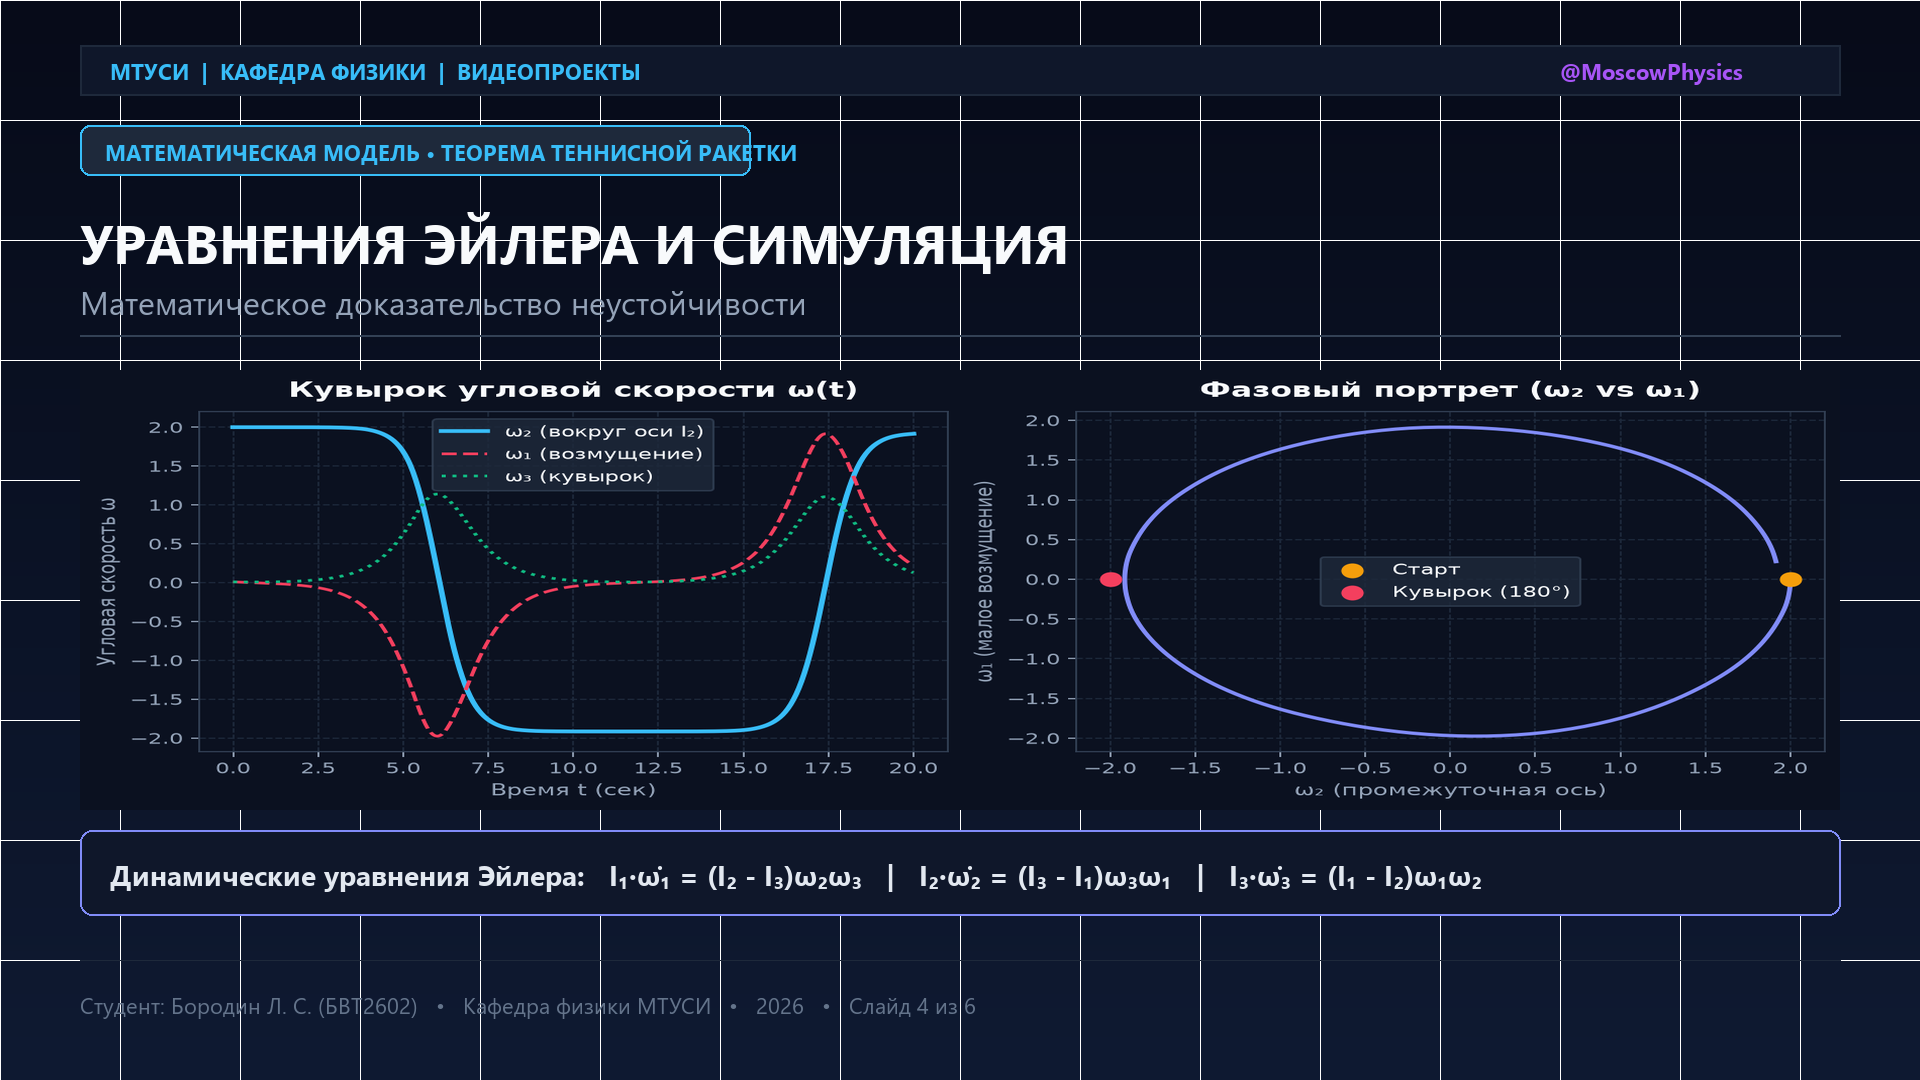 МТУСИ | КАФЕДРА ФИЗИКИ | ВИДЕОПРОЕКТЫ
@MoscowPhysics
МАТЕМАТИЧЕСКАЯ МОДЕЛЬ • ТЕОРЕМА ТЕННИСНОЙ РАКЕТКИ
УРАВНЕНИЯ ЭЙЛЕРА И СИМУЛЯЦИЯ
Математическое доказательство неустойчивости
Кувырок угловой скорости ω(t)
ω₂ (вокруг оси I₂)
ω₁ (возмущение)
ω₃ (кувырок)
Угловая скорость ω
2.0
1.5
1.0
0.5
0.0
−0.5
−1.0
−1.5
−2.0
0.0 2.5 5.0 7.5 10.0 12.5 15.0 17.5 20.0
Время t (сек)
Фазовый портрет (ω₂ vs ω₁)
ω₁ (малое возмущение)
2.0
1.5
1.0
0.5
0.0
−0.5
−1.0
−1.5
−2.0
Старт
Кувырок (180°)
−2.0 −1.5 −1.0 −0.5 0.0 0.5 1.0 1.5 2.0
ω₂ (промежуточная ось)
Динамические уравнения Эйлера: I₁·ω̇₁ = (I₂ - I₃)ω₂ω₃ | I₂·ω̇₂ = (I₃ - I₁)ω₃ω₁ | I₃·ω̇₃ = (I₁ - I₂)ω₁ω₂
Студент: Бородин Л. С. (БВТ2602) • Кафедра физики МТУСИ • 2026 • Слайд 4 из 6